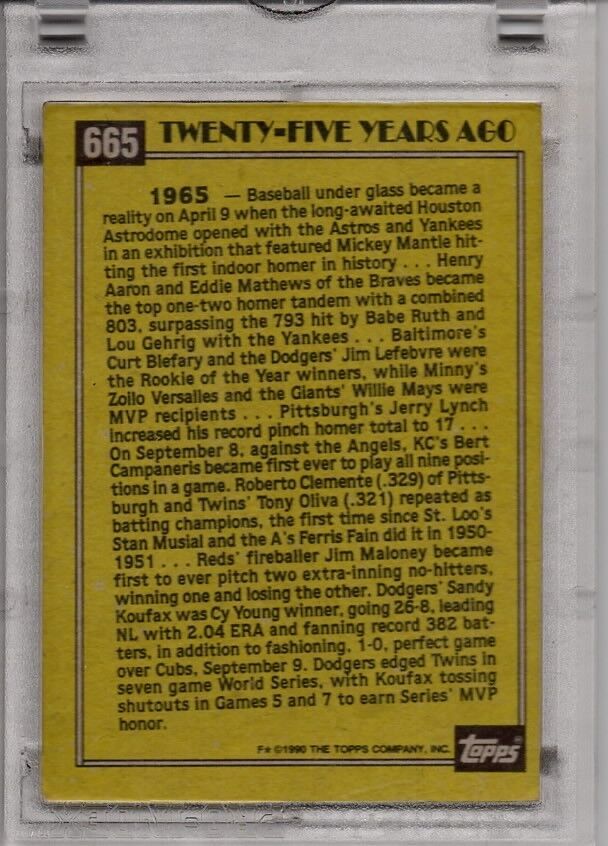 665 TWENTY-FIVE YEARS AGO
1965 — Baseball under glass became a
reality on April 9 when the long-awaited Houston
Astrodome opened with the Astros and Yankees
in an exhibition that featured Mickey Mantle hit-
ting the first indoor homer in history . . . Henry
Aaron and Eddie Mathews of the Braves became
the top one-two homer tandem with a combined
803, surpassing the 793 hit by Babe Ruth and
Lou Gehrig with the Yankees . . . Baltimore's
Curt Blefary and the Dodgers' Jim Lefebvre were
the Rookie of the Year winners, while Minny's
Zoilo Versalles and the Giants' Willie Mays were
MVP recipients . . . Pittsburgh's Jerry Lynch
increased his record pinch homer total to 17 . . .
On September 8, against the Angels, KC's Bert
Campaneris became first ever to play all nine posi-
tions in a game. Roberto Clemente (.329) of Pitts-
burgh and Twins' Tony Oliva (.321) repeated as
batting champions, the first time since St. Loo's
Stan Musial and the A's Ferris Fain did it in 1950-
1951 . . . Reds' fireballer Jim Maloney became
first to ever pitch two extra-inning no-hitters,
winning one and losing the other. Dodgers' Sandy
Koufax was Cy Young winner, going 26-8, leading
NL with 2.04 ERA and fanning record 382 bat-
ters, in addition to fashioning, 1-0, perfect game
over Cubs, September 9. Dodgers edged Twins in
seven game World Series, with Koufax tossing
shutouts in Games 5 and 7 to earn Series' MVP
honor.
F★ ©1990 THE TOPPS COMPANY, INC. Topps®